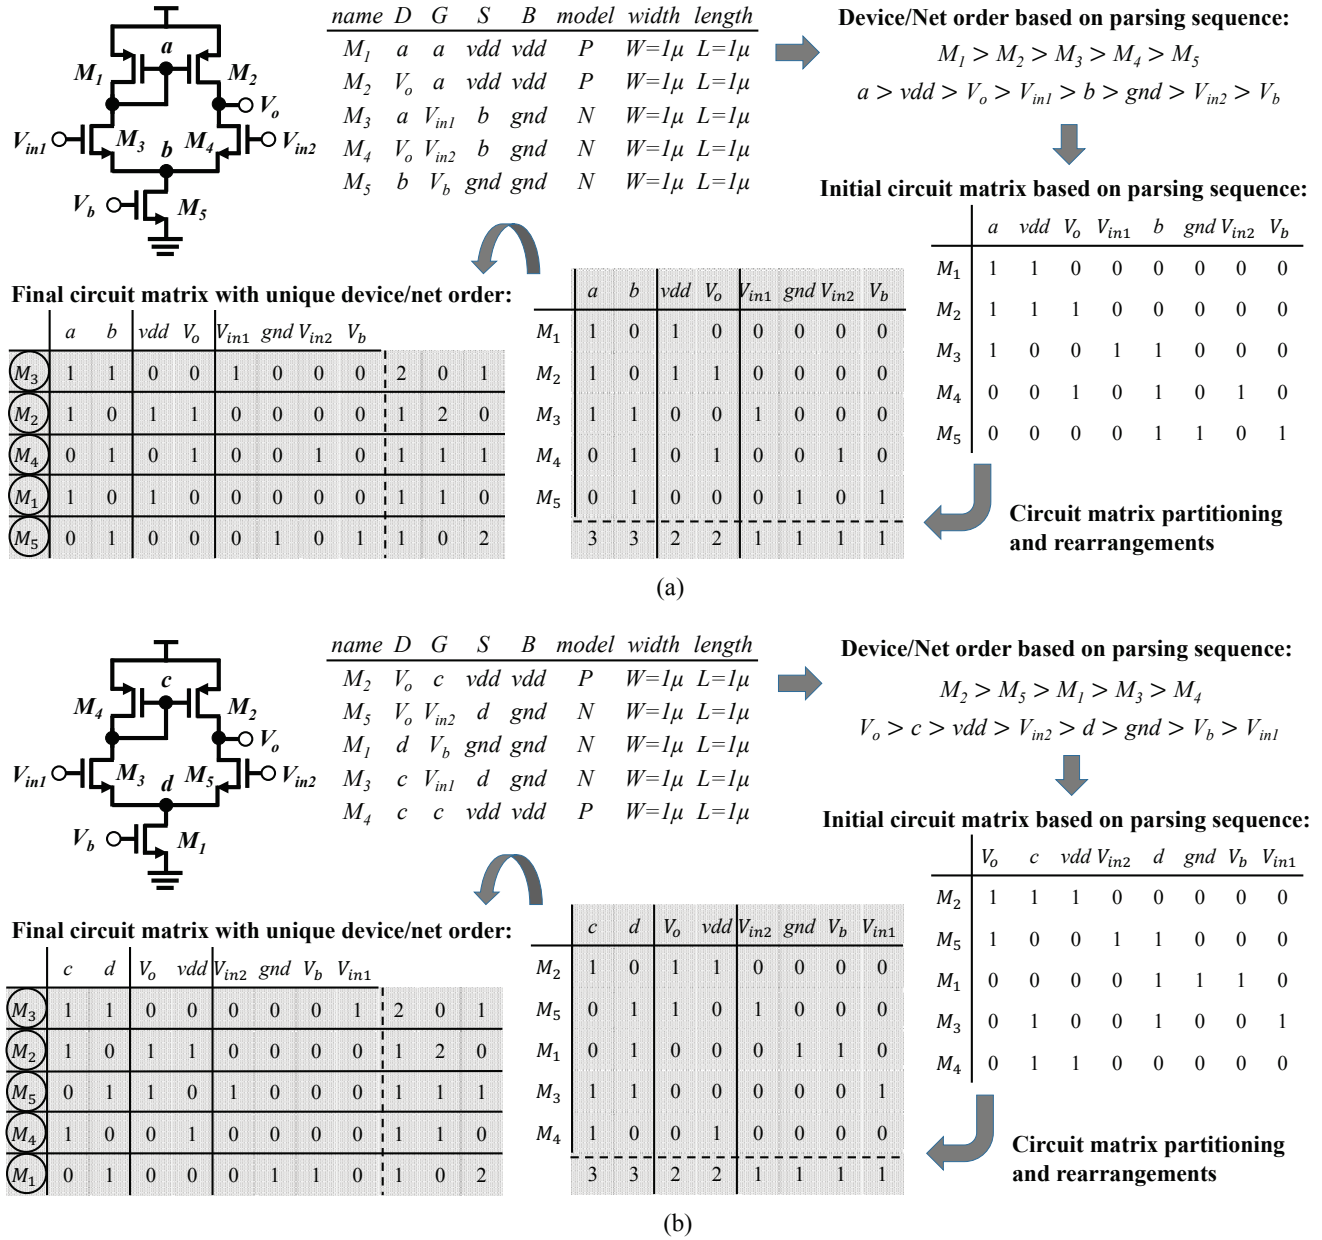 a
M1 M2
Vo
Vin1 M3 M4 Vin2
b
Vb M5
name D G S B model width length
M1 a a vdd vdd P W=1μ L=1μ
M2 Vo a vdd vdd P W=1μ L=1μ
M3 a Vin1 b gnd N W=1μ L=1μ
M4 Vo Vin2 b gnd N W=1μ L=1μ
M5 b Vb gnd gnd N W=1μ L=1μ
Device/Net order based on parsing sequence:
M1 > M2 > M3 > M4 > M5
a > vdd > Vo > Vin1 > b > gnd > Vin2 > Vb
Initial circuit matrix based on parsing sequence:
a vdd Vo Vin1 b gnd Vin2 Vb
M1 1 1 0 0 0 0 0 0
M2 1 1 1 0 0 0 0 0
M3 1 0 0 1 1 0 0 0
M4 0 0 1 0 1 0 1 0
M5 0 0 0 0 1 1 0 1
Circuit matrix partitioning
and rearrangements
a b vdd Vo Vin1 gnd Vin2 Vb
M1 1 0 1 0 0 0 0 0
M2 1 0 1 1 0 0 0 0
M3 1 1 0 0 1 0 0 0
M4 0 1 0 1 0 0 1 0
M5 0 1 0 0 0 1 0 1
3 3 2 2 1 1 1 1
Final circuit matrix with unique device/net order:
a b vdd Vo Vin1 gnd Vin2 Vb
M3 1 1 0 0 1 0 0 0 2 0 1
M2 1 0 1 1 0 0 0 0 1 2 0
M4 0 1 0 1 0 0 1 0 1 1 1
M1 1 0 1 0 0 0 0 0 1 1 0
M5 0 1 0 0 0 1 0 1 1 0 2
(a)
c
M4 M2
Vo
Vin1 M3 M5 Vin2
d
Vb M1
name D G S B model width length
M2 Vo c vdd vdd P W=1μ L=1μ
M5 Vo Vin2 d gnd N W=1μ L=1μ
M1 d Vb gnd gnd N W=1μ L=1μ
M3 c Vin1 d gnd N W=1μ L=1μ
M4 c c vdd vdd P W=1μ L=1μ
Device/Net order based on parsing sequence:
M2 > M5 > M1 > M3 > M4
Vo > c > vdd > Vin2 > d > gnd > Vb > Vin1
Initial circuit matrix based on parsing sequence:
Vo c vdd Vin2 d gnd Vb Vin1
M2 1 1 1 0 0 0 0 0
M5 1 0 0 1 1 0 0 0
M1 0 0 0 0 1 1 1 0
M3 0 1 0 0 1 0 0 1
M4 0 1 1 0 0 0 0 0
Circuit matrix partitioning
and rearrangements
c d Vo vdd Vin2 gnd Vb Vin1
M2 1 0 1 1 0 0 0 0
M5 0 1 1 0 1 0 0 0
M1 0 1 0 0 0 1 1 0
M3 1 1 0 0 0 0 0 1
M4 1 0 0 1 0 0 0 0
3 3 2 2 1 1 1 1
Final circuit matrix with unique device/net order:
c d Vo vdd Vin2 gnd Vb Vin1
M3 1 1 0 0 0 0 0 1 2 0 1
M2 1 0 1 1 0 0 0 0 1 2 0
M5 0 1 1 0 1 0 0 0 1 1 1
M4 1 0 0 1 0 0 0 0 1 1 0
M1 0 1 0 0 0 1 1 0 1 0 2
(b)